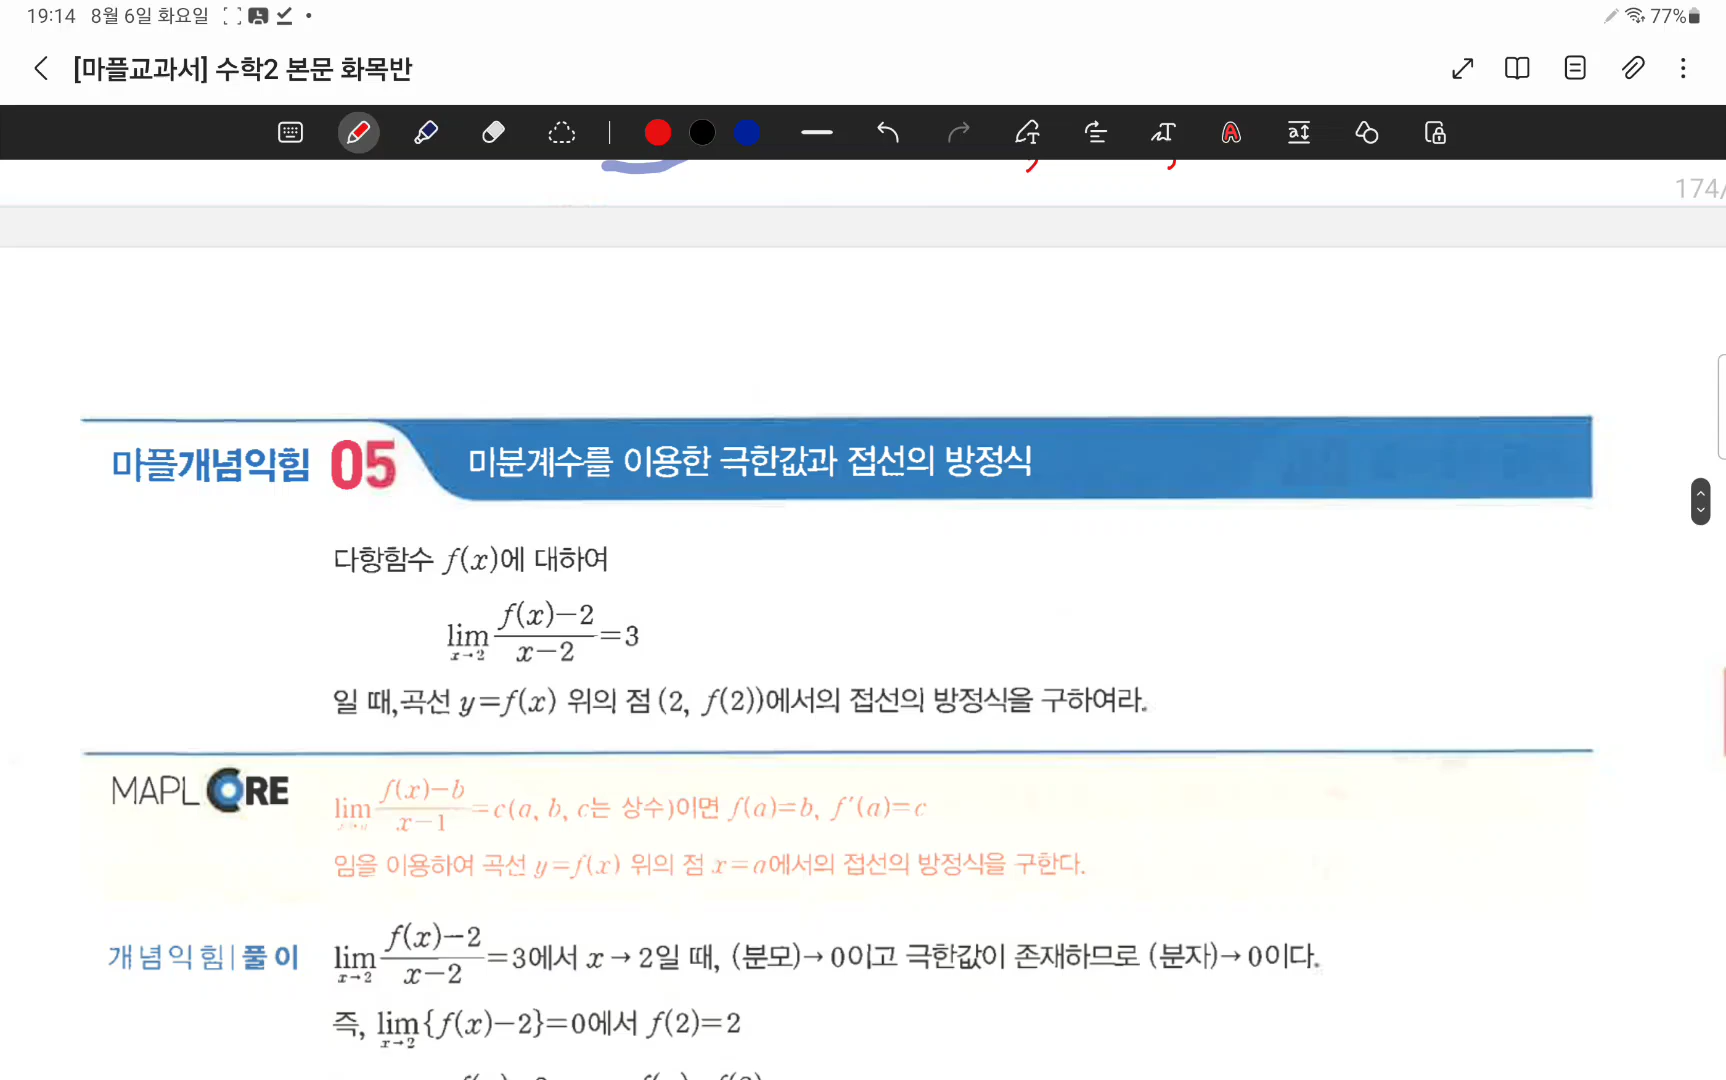 19:14 8월 6일 화요일 77%
[마플교과서] 수학2 본문 화목반
174/
마플개념익힘 05 미분계수를 이용한 극한값과 접선의 방정식
다항함수 f(x)에 대하여
lim x→2 (f(x)−2)/(x−2) =3
일 때,곡선 y=f(x) 위의 점 (2, f(2))에서의 접선의 방정식을 구하여라.
MAPL CORE lim (f(x)−b)/(x−1) =c(a, b, c는 상수)이면 f(a)=b, f′(a)=c
임을 이용하여 곡선 y=f(x) 위의 점 x=a에서의 접선의 방정식을 구한다.
개념익힘|풀이 lim x→2 (f(x)−2)/(x−2) =3에서 x→2일 때, (분모)→0이고 극한값이 존재하므로 (분자)→0이다.
즉, lim x→2 {f(x)−2}=0에서 f(2)=2